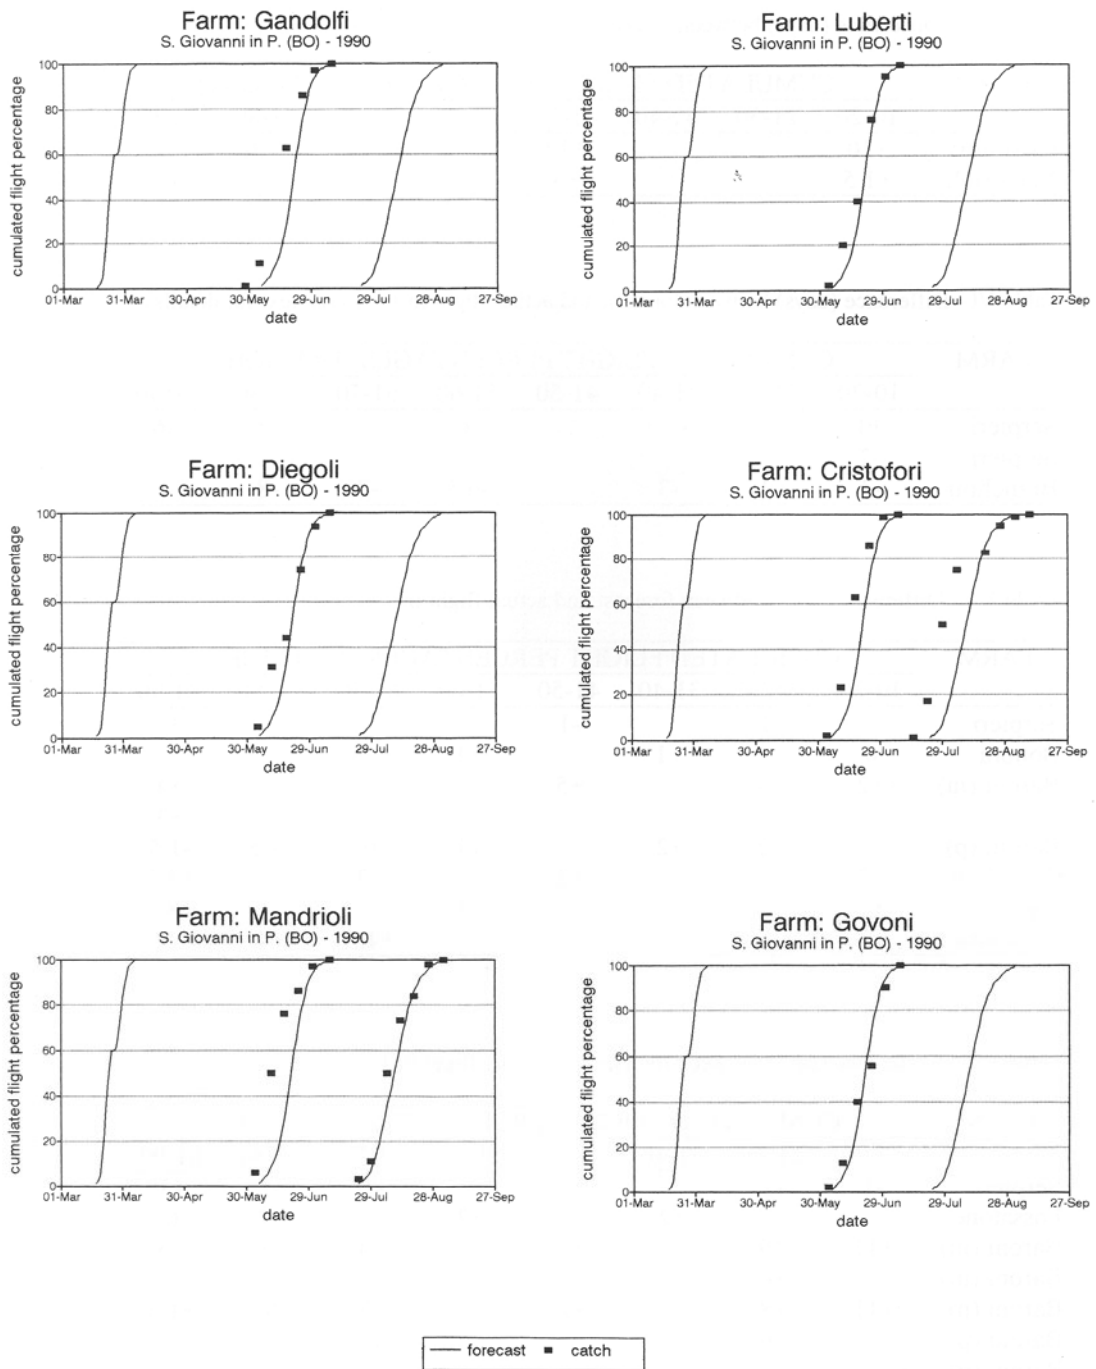 Farm: Gandolfi
S. Giovanni in P. (BO) - 1990
cumulated flight percentage
100
80
60
40
20
0
01-Mar 31-Mar 30-Apr 30-May 29-Jun 29-Jul 28-Aug 27-Sep
date
Farm: Luberti
S. Giovanni in P. (BO) - 1990
cumulated flight percentage
100
80
60
40
20
0
01-Mar 31-Mar 30-Apr 30-May 29-Jun 29-Jul 28-Aug 27-Sep
date
Farm: Diegoli
S. Giovanni in P. (BO) - 1990
cumulated flight percentage
100
80
60
40
20
0
01-Mar 31-Mar 30-Apr 30-May 29-Jun 29-Jul 28-Aug 27-Sep
date
Farm: Cristofori
S. Giovanni in P. (BO) - 1990
cumulated flight percentage
100
80
60
40
20
0
01-Mar 31-Mar 30-Apr 30-May 29-Jun 29-Jul 28-Aug 27-Sep
date
Farm: Mandrioli
S. Giovanni in P. (BO) - 1990
cumulated flight percentage
100
80
60
40
20
0
01-Mar 31-Mar 30-Apr 30-May 29-Jun 29-Jul 28-Aug 27-Sep
date
Farm: Govoni
S. Giovanni in P. (BO) - 1990
cumulated flight percentage
100
80
60
40
20
0
01-Mar 31-Mar 30-Apr 30-May 29-Jun 29-Jul 28-Aug 27-Sep
date
forecast catch